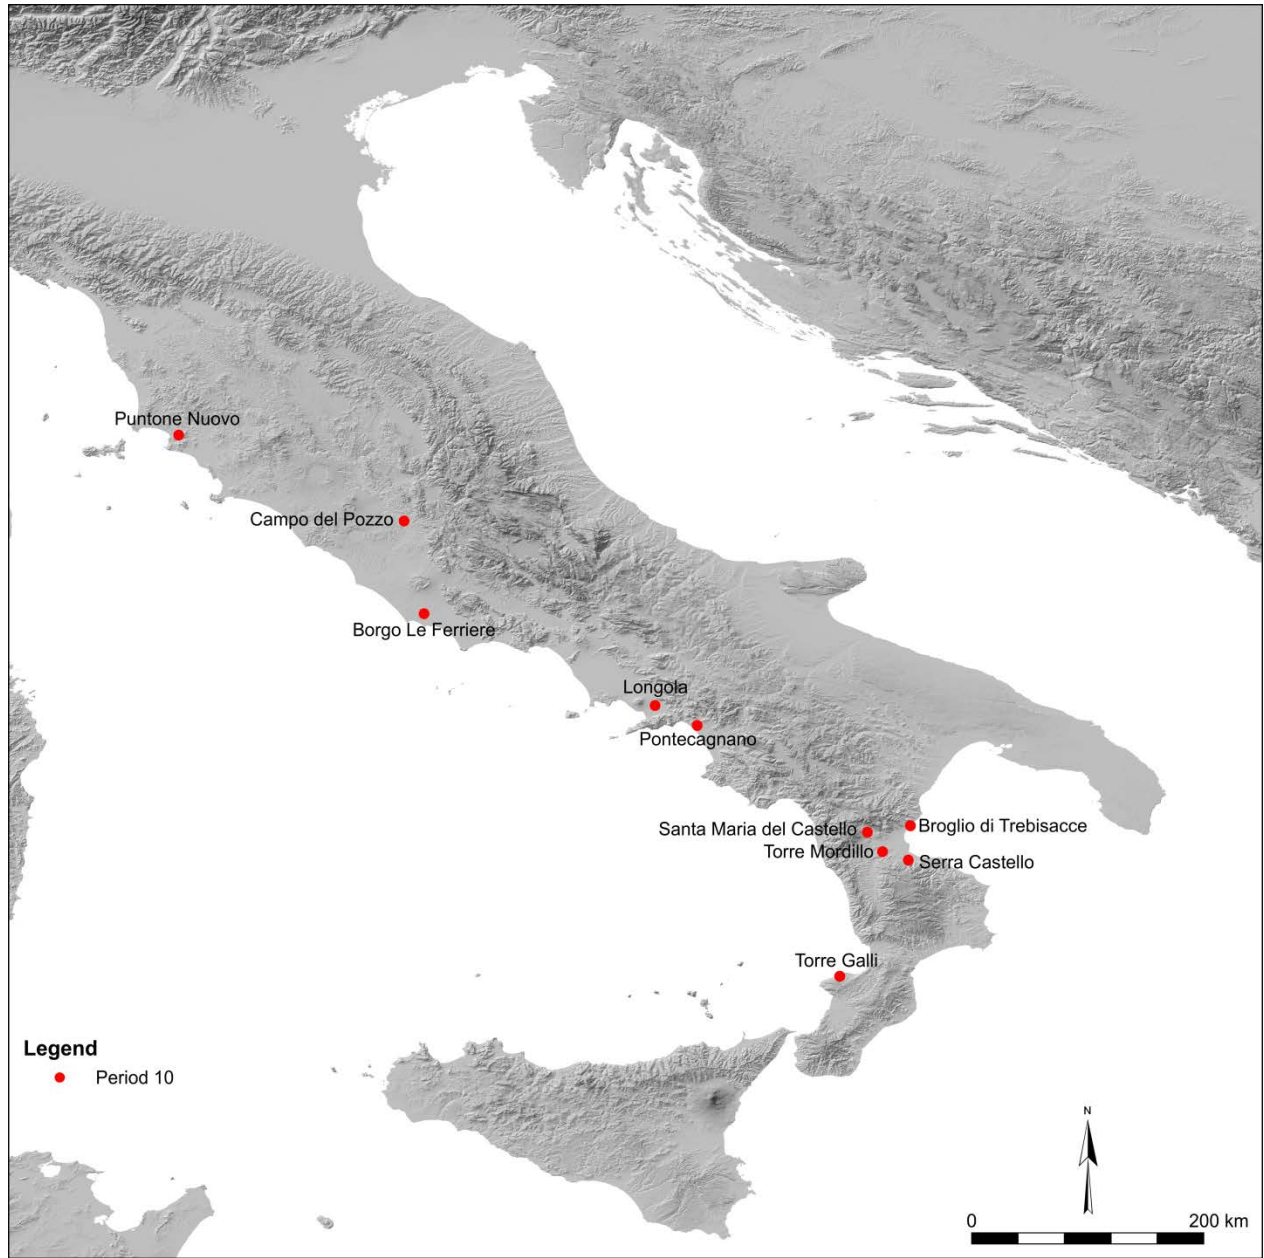 Puntone Nuovo
Campo del Pozzo
Borgo Le Ferriere
Longola
Pontecagnano
Santa Maria del Castello
Broglio di Trebisacce
Torre Mordillo
Serra Castello
Torre Galli
Legend
Period 10
N
0 200 km